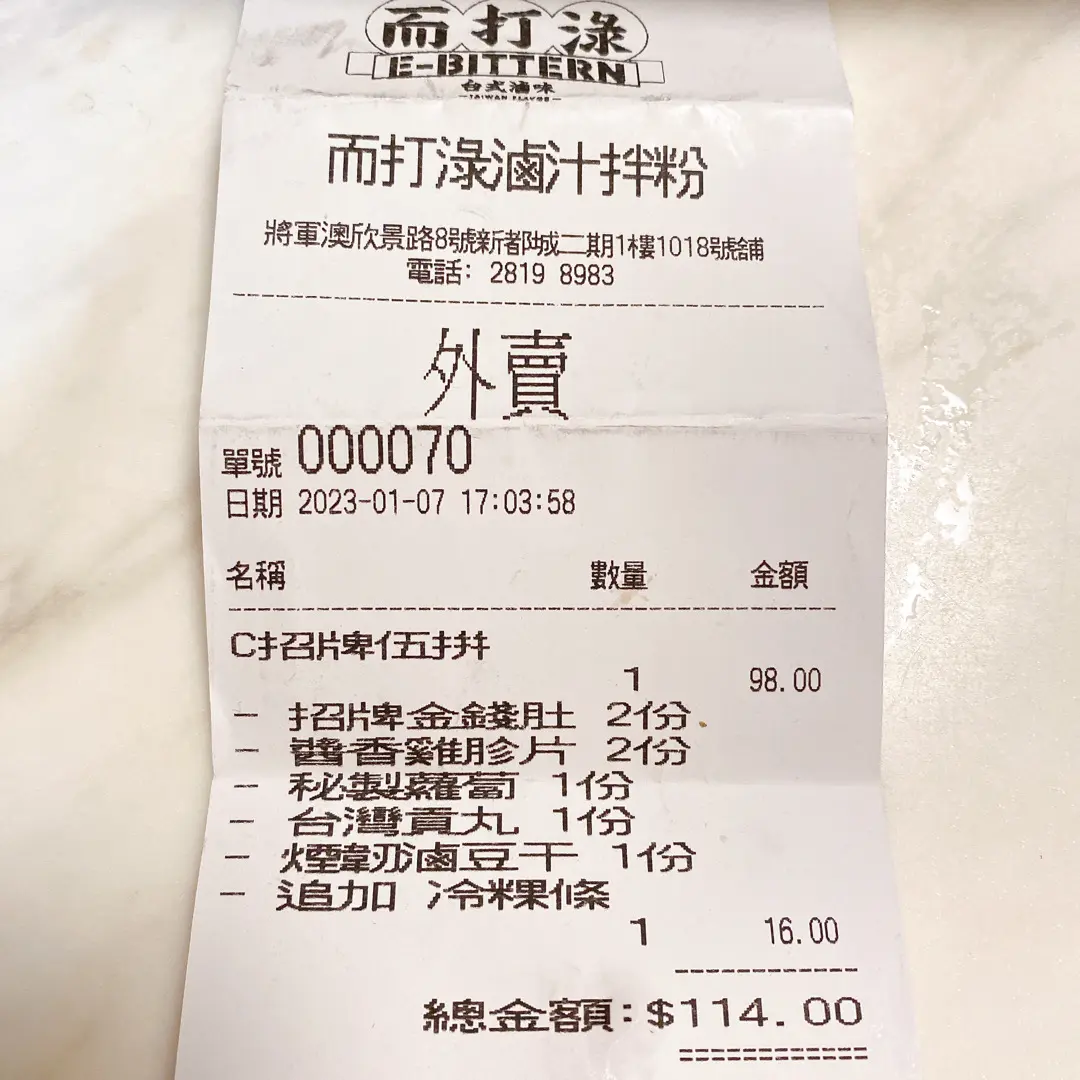 而打淥
E-BITTERN
台式滷味
TAIWAN FLAVOR
而打淥滷汁拌粉
將軍澳欣景路8號新都城二期1樓1018號舖
電話: 2819 8983
外賣
單號 000070
日期 2023-01-07 17:03:58
名稱 數量 金額
C招牌伍拼
1 98.00
- 招牌金錢肚 2份
- 醬香雞胗片 2份
- 秘製蘿蔔 1份
- 台灣貢丸 1份
- 煙韌滷豆干 1份
- 追加 冷粿條
1 16.00
總金額:$114.00